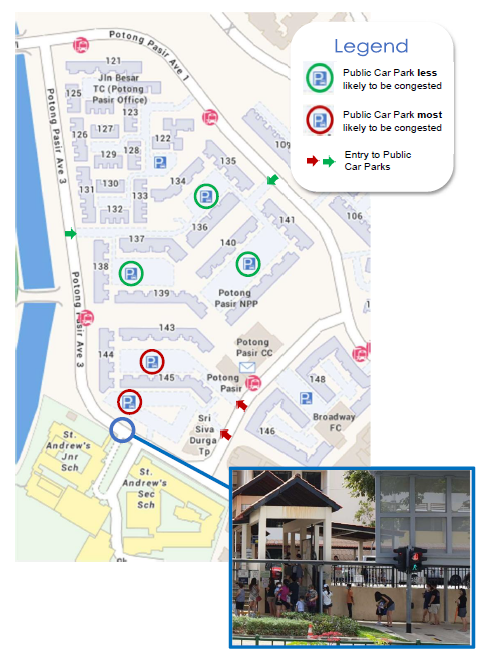 Legend
Public Car Park less
likely to be congested
Public Car Park most
likely to be congested
Entry to Public
Car Parks
Potong Pasir Ave 1
121
Jln Besar
TC (Potong
Pasir Office)
123
125
126
122
127
129
128
135
131
130
134
133
132
141
106
136
137
140
138
139
Potong
Pasir NPP
Potong Pasir Ave 3
Potong Pasir Ave 3
143
144
145
Potong
Pasir CC
Potong
Pasir
148
146
Broadway
FC
Sri
Siva
Durga
Tp
St.
Andrew's
Jnr
Sch
St.
Andrew's
Sec
Sch